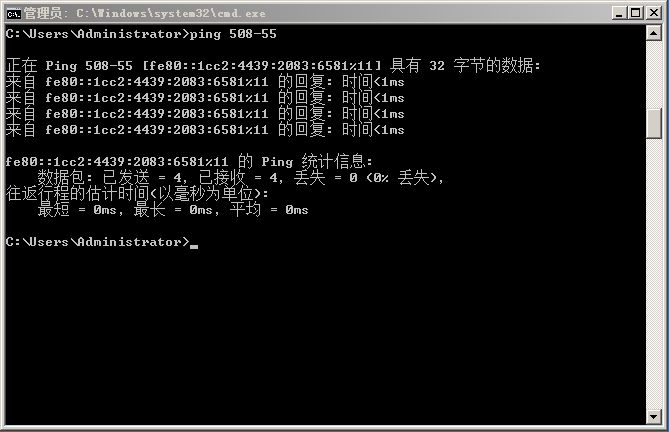 管理员: C:\Windows\system32\cmd.exe
C:\Users\Administrator>ping 508-55
正在 Ping 508-55 [fe80::1cc2:4439:2083:6581%11] 具有 32 字节的数据:
来自 fe80::1cc2:4439:2083:6581%11 的回复: 时间<1ms
来自 fe80::1cc2:4439:2083:6581%11 的回复: 时间<1ms
来自 fe80::1cc2:4439:2083:6581%11 的回复: 时间<1ms
来自 fe80::1cc2:4439:2083:6581%11 的回复: 时间<1ms
fe80::1cc2:4439:2083:6581%11 的 Ping 统计信息:
数据包: 已发送 = 4, 已接收 = 4, 丢失 = 0 (0% 丢失),
往返行程的估计时间(以毫秒为单位):
最短 = 0ms, 最长 = 0ms, 平均 = 0ms
C:\Users\Administrator>